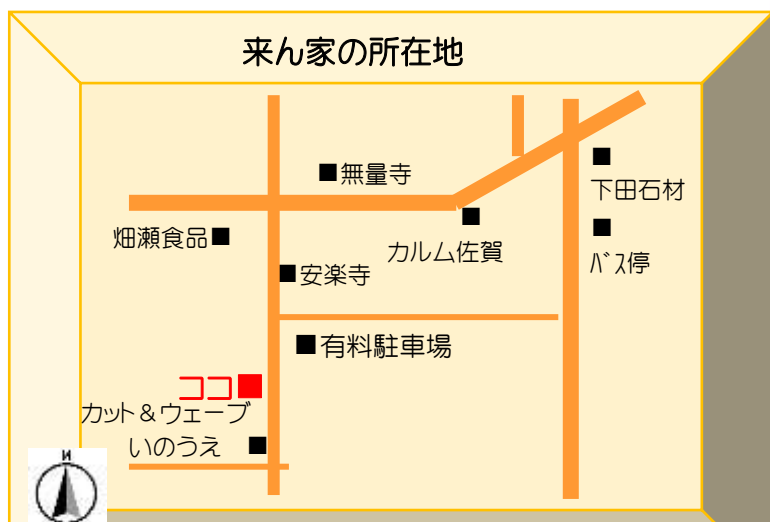 来ん家の所在地
■無量寺
■
下田石材
畑瀬食品■
■
カルム佐賀
■
バス停
■安楽寺
■有料駐車場
ココ■
カット＆ウェーブ
いのうえ ■
N